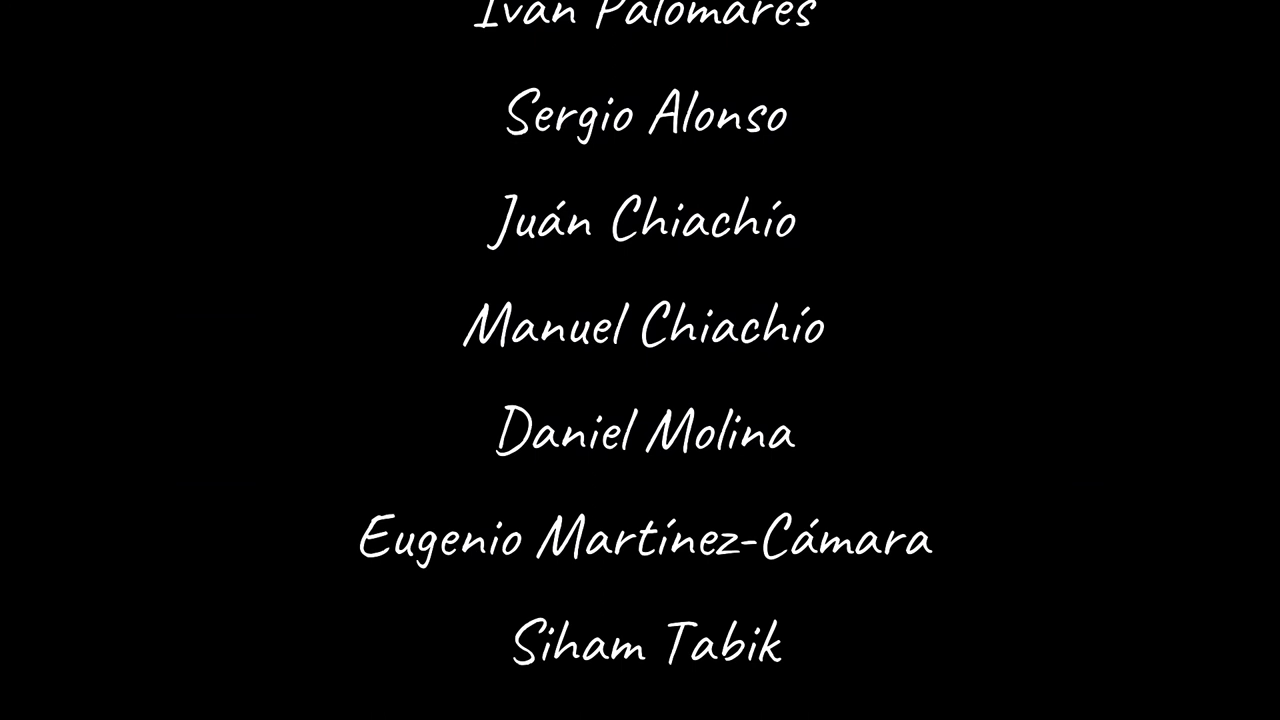 Iván Palomares
Sergio Alonso
Juán Chiachío
Manuel Chiachío
Daniel Molina
Eugenio Martínez-Cámara
Siham Tabik